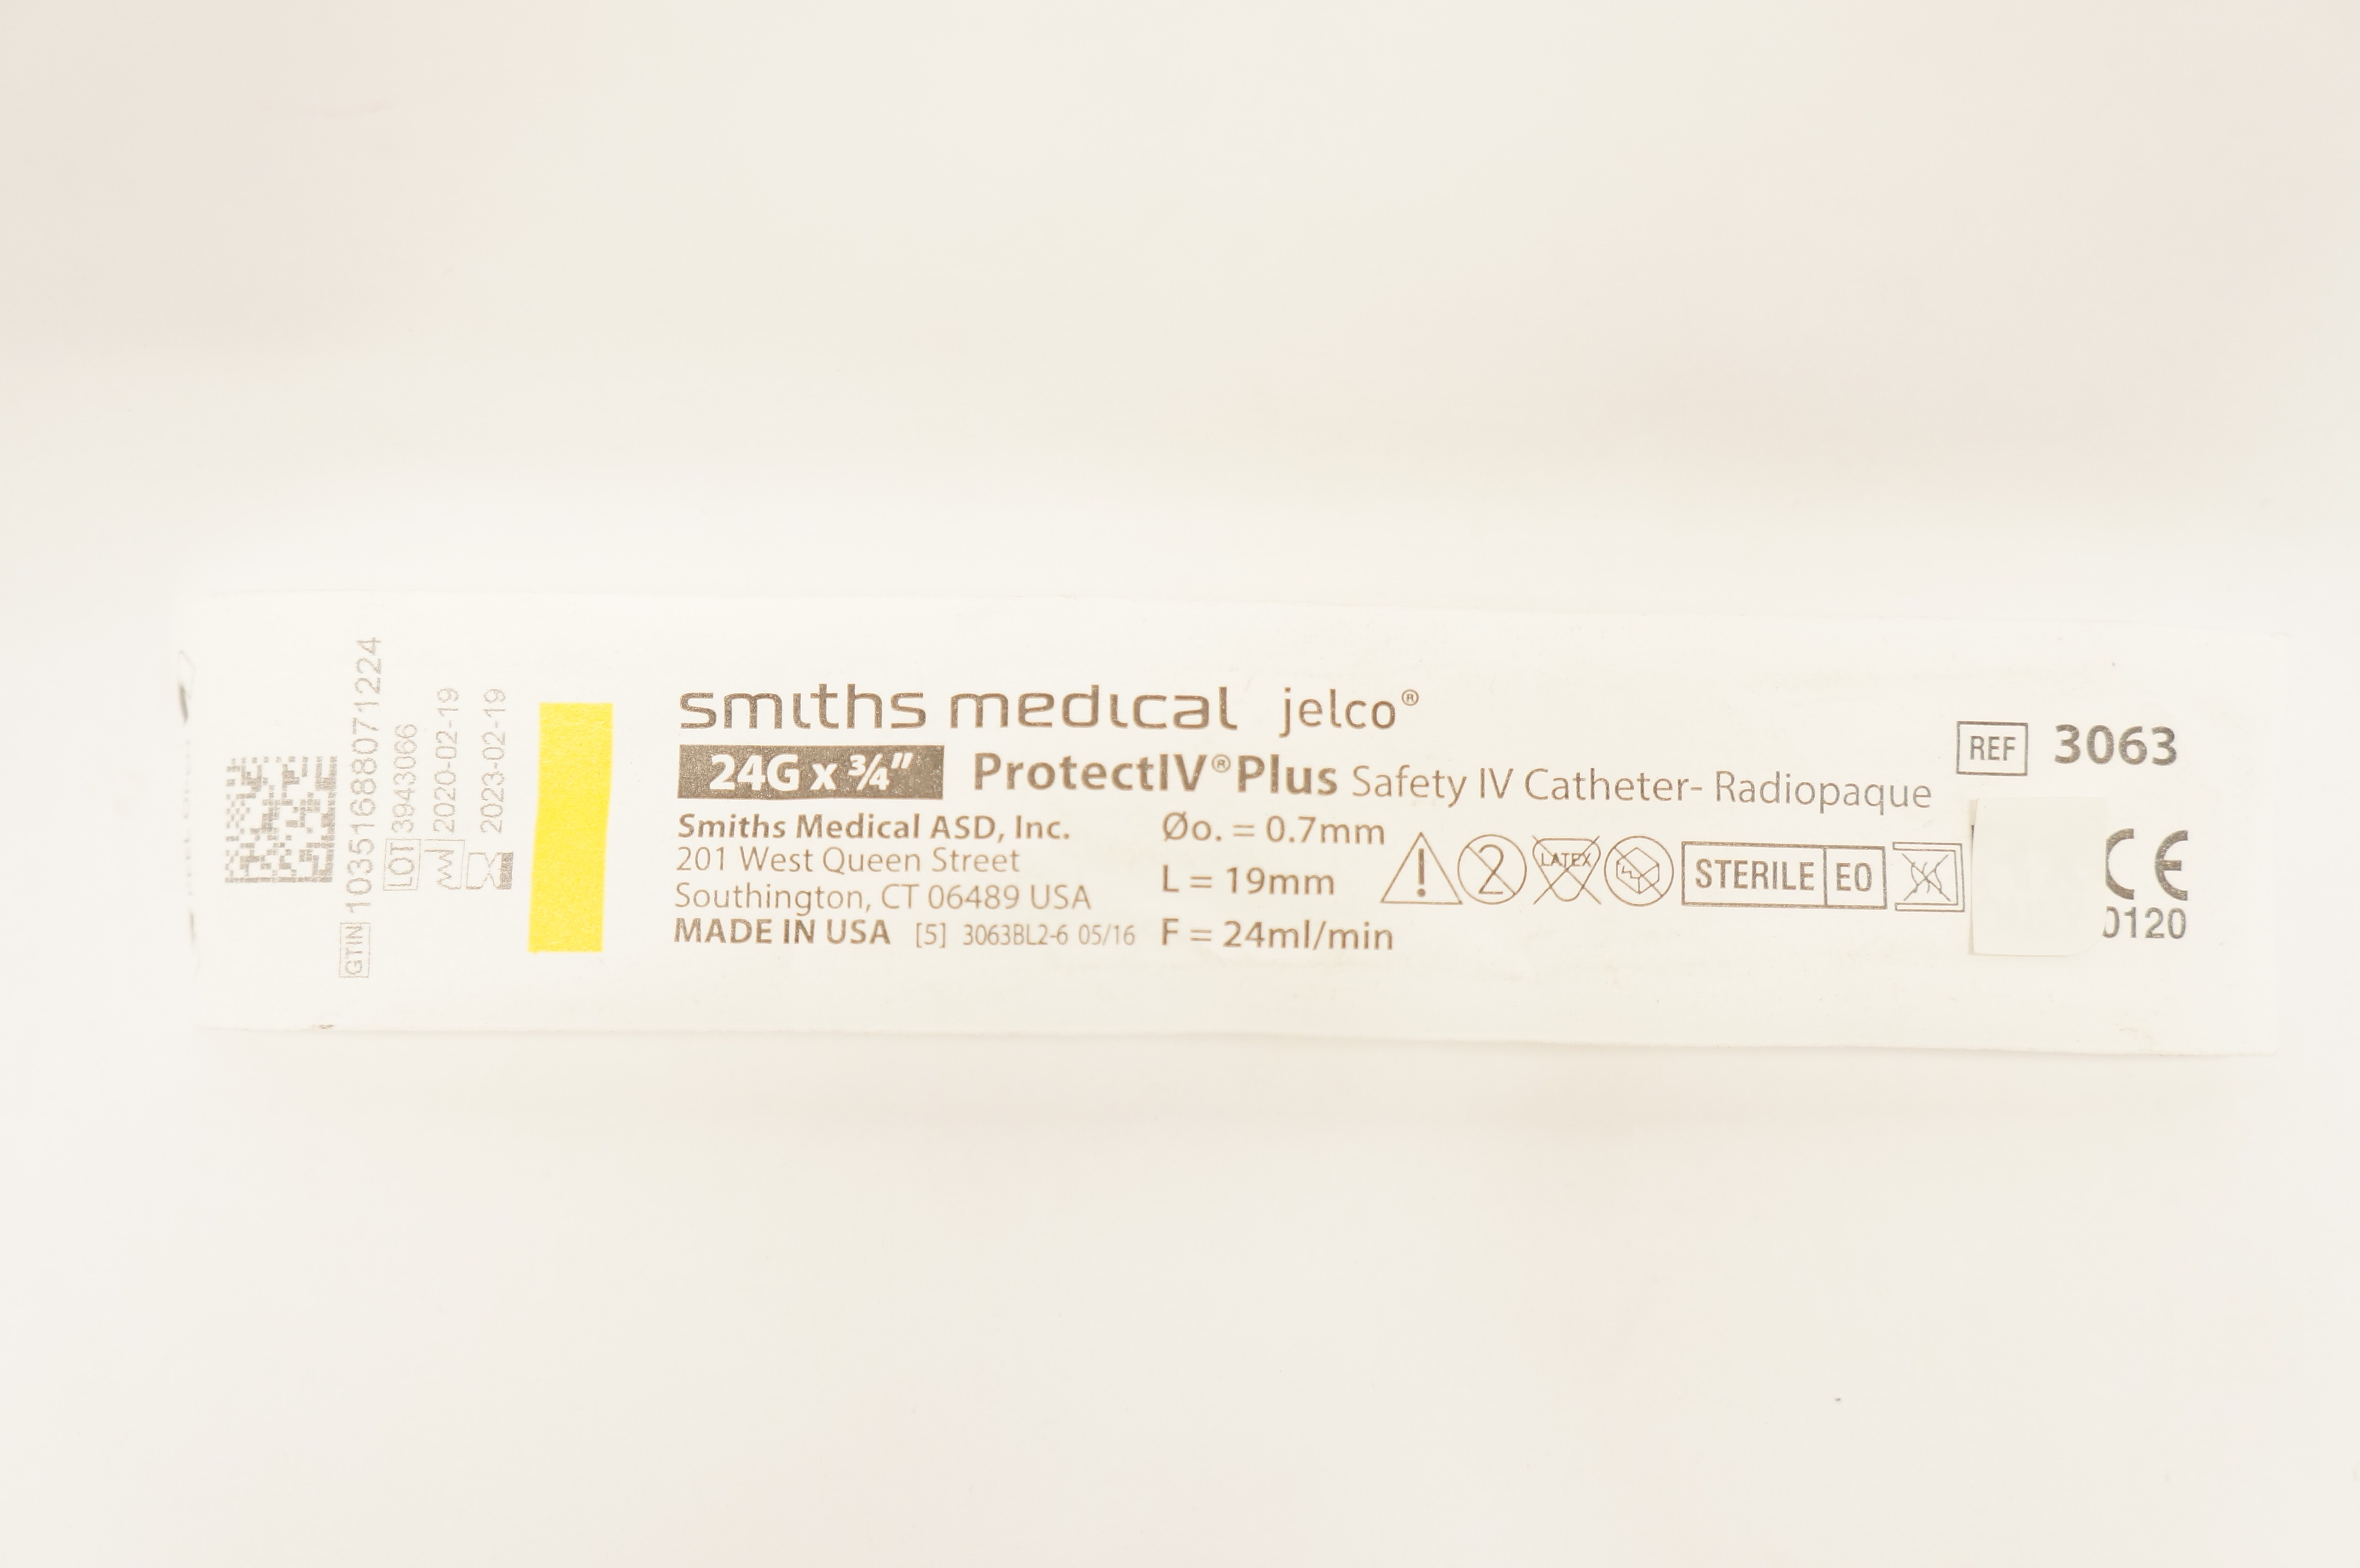 GTIN 10351688071224
LOT 3943066
2020-02-19
2023-02-19
smiths medical jelco®
24G x ¾" ProtectIV® Plus Safety IV Catheter- Radiopaque
REF 3063
Smiths Medical ASD, Inc.
201 West Queen Street
Southington, CT 06489 USA
MADE IN USA [5] 3063BL2-6 05/16
Øo. = 0.7mm
L = 19mm
F = 24ml/min
2
LATEX
STERILE EO
CE
0120